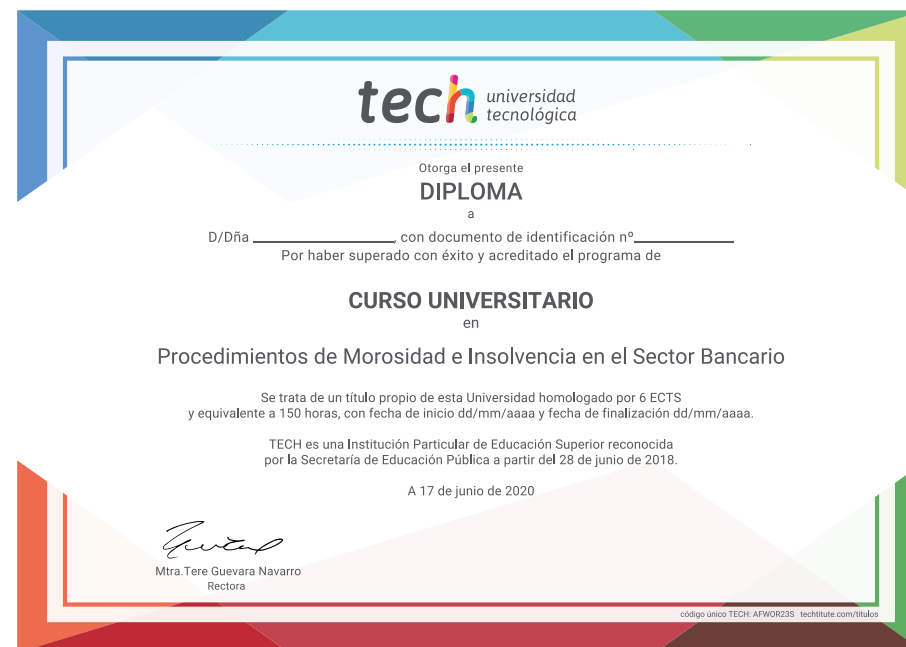 tech universidad
tecnológica
Otorga el presente
DIPLOMA
a
D/Dña ____________________, con documento de identificación nº______________
Por haber superado con éxito y acreditado el programa de
CURSO UNIVERSITARIO
en
Procedimientos de Morosidad e Insolvencia en el Sector Bancario
Se trata de un título propio de esta Universidad homologado por 6 ECTS
y equivalente a 150 horas, con fecha de inicio dd/mm/aaaa y fecha de finalización dd/mm/aaaa.
TECH es una Institución Particular de Educación Superior reconocida
por la Secretaría de Educación Pública a partir del 28 de junio de 2018.
A 17 de junio de 2020
Mtra.Tere Guevara Navarro
Rectora
código único TECH: AFWOR23S techtitute.com/titulos